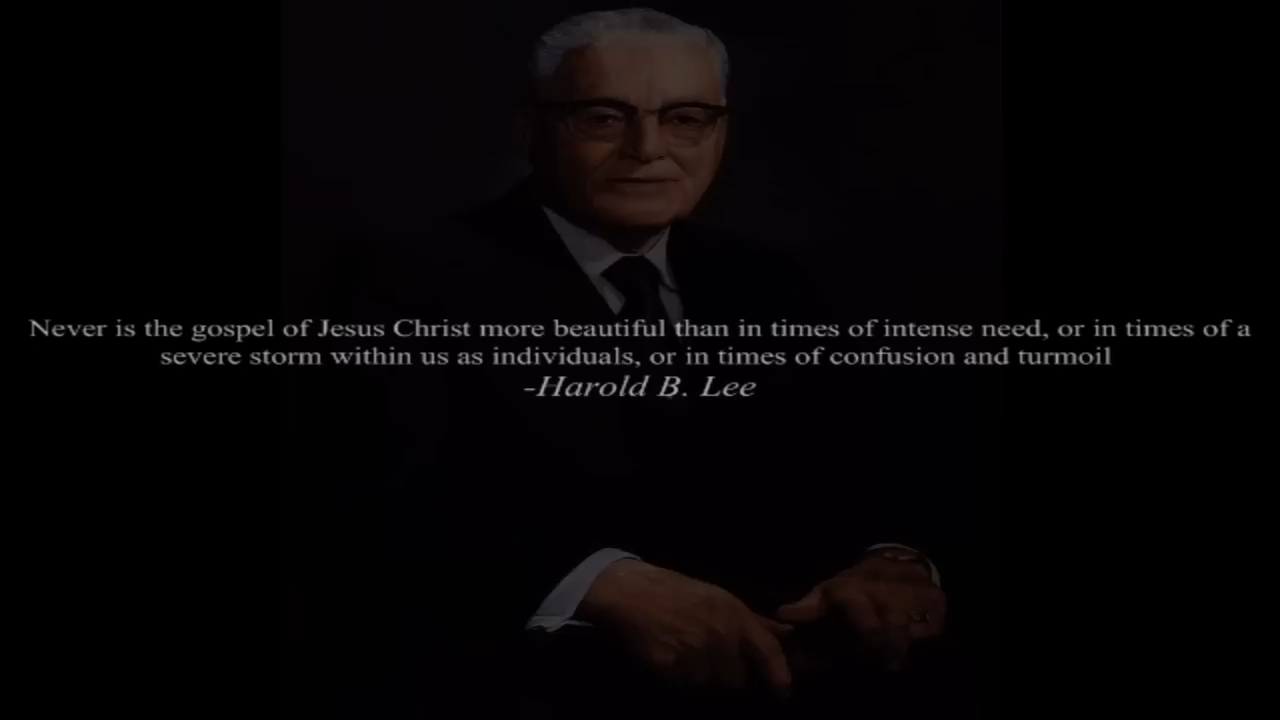 Never is the gospel of Jesus Christ more beautiful than in times of intense need, or in times of a
severe storm within us as individuals, or in times of confusion and turmoil
-Harold B. Lee